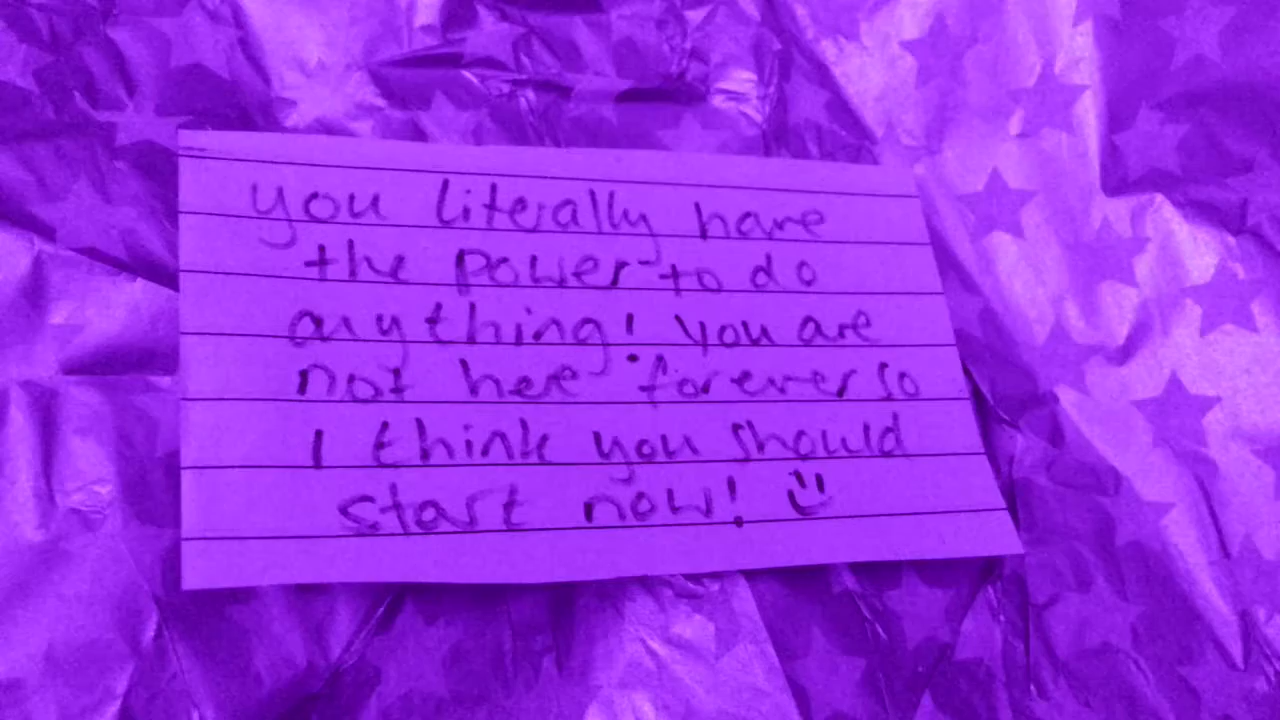 you literally have
the power to do
anything! you are
not here forever so
I think you should
start now! :)